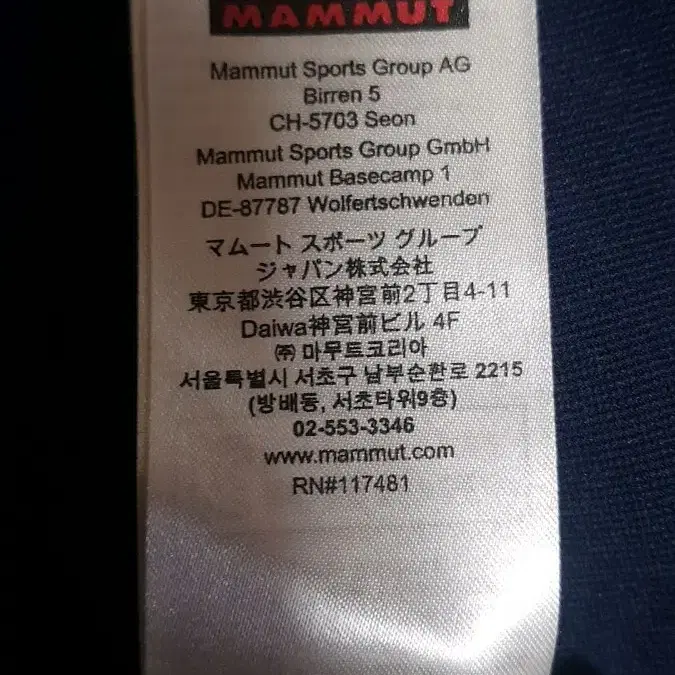 MAMMUT
Mammut Sports Group AG
Birren 5
CH-5703 Seon
Mammut Sports Group GmbH
Mammut Basecamp 1
DE-87787 Wolfertschwenden
マムート スポーツ グループ
ジャパン株式会社
東京都渋谷区神宮前2丁目4-11
Daiwa神宮前ビル 4F
㈜ 마무트코리아
서울특별시 서초구 남부순환로 2215
(방배동, 서초타워9층)
02-553-3346
www.mammut.com
RN#117481